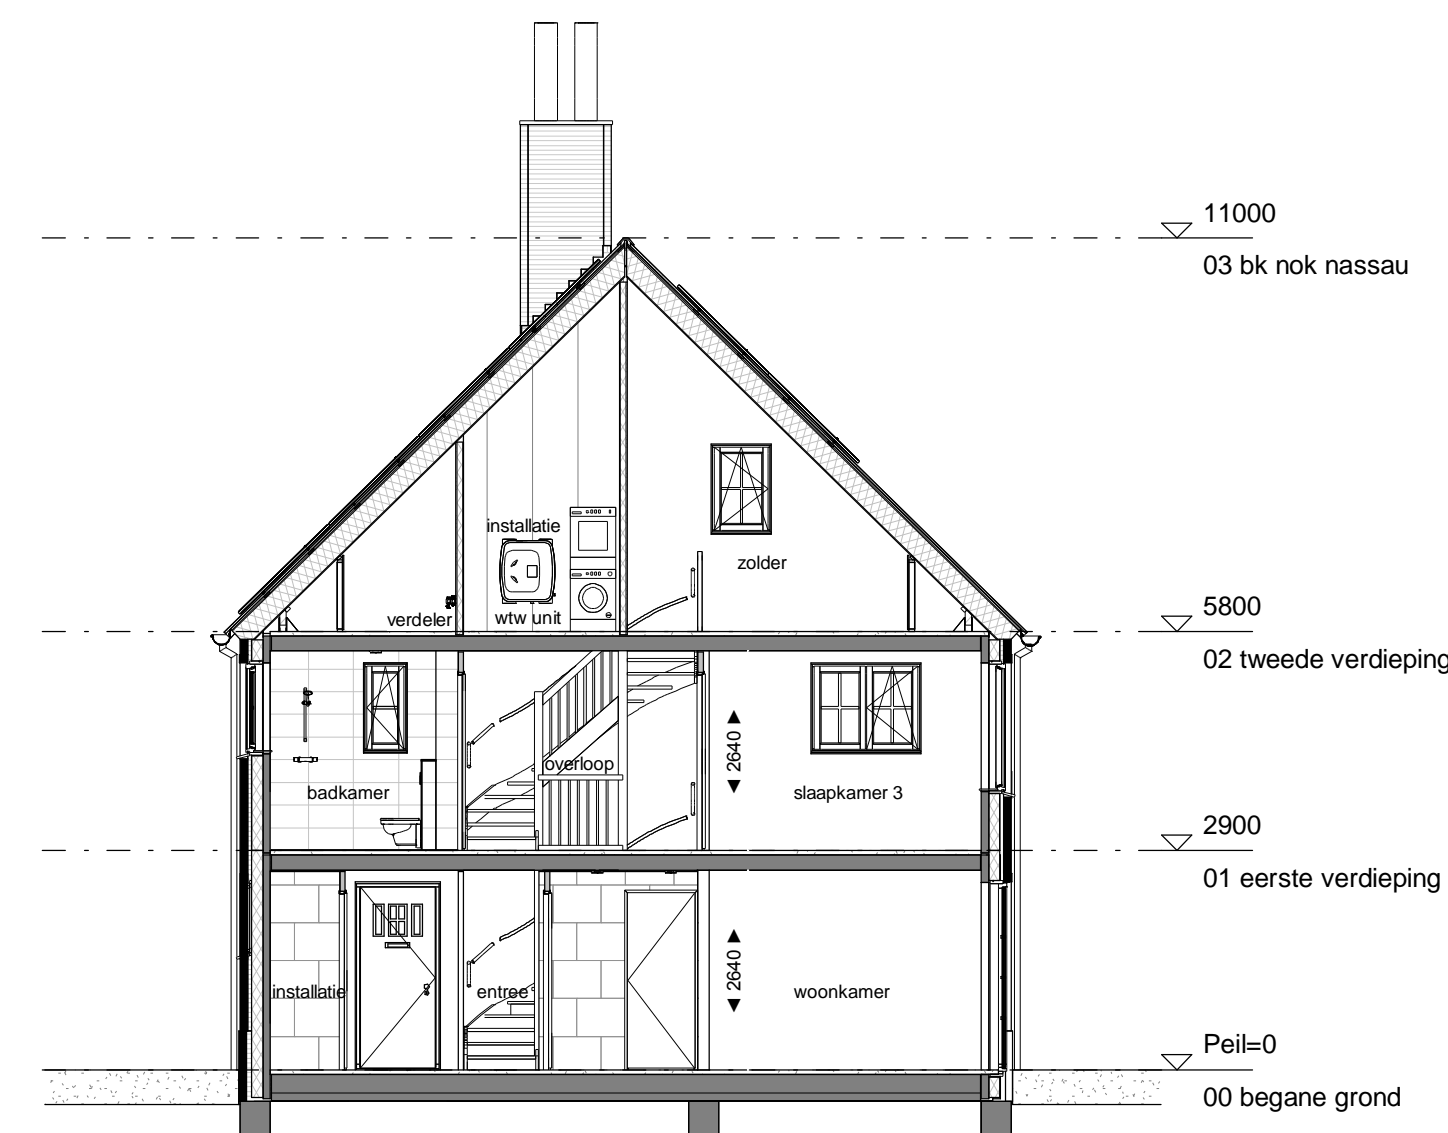 11000
03 bk nok nassau
installatie
zolder
5800
verdeler
wtw unit
02 tweede verdieping
2640
overloop
badkamer
slaapkamer 3
2900
01 eerste verdieping
2640
installatie
entree
woonkamer
Peil=0
00 begane grond